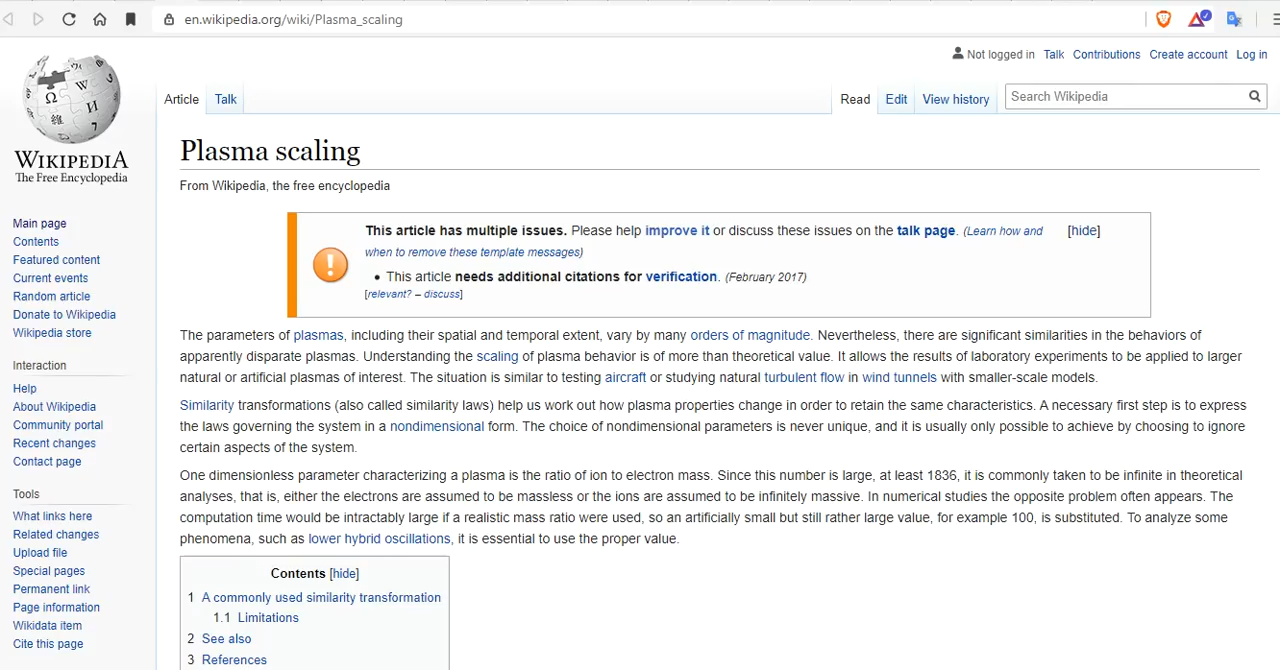 en.wikipedia.org/wiki/Plasma_scaling
Not logged in Talk Contributions Create account Log in
Article Talk Read Edit View history Search Wikipedia
WIKIPEDIA
The Free Encyclopedia
Main page
Contents
Featured content
Current events
Random article
Donate to Wikipedia
Wikipedia store
Interaction
Help
About Wikipedia
Community portal
Recent changes
Contact page
Tools
What links here
Related changes
Upload file
Special pages
Permanent link
Page information
Wikidata item
Cite this page
Plasma scaling
From Wikipedia, the free encyclopedia
This article has multiple issues. Please help improve it or discuss these issues on the talk page. (Learn how and [hide]
when to remove these template messages)
• This article needs additional citations for verification. (February 2017)
[relevant? – discuss]
The parameters of plasmas, including their spatial and temporal extent, vary by many orders of magnitude. Nevertheless, there are significant similarities in the behaviors of
apparently disparate plasmas. Understanding the scaling of plasma behavior is of more than theoretical value. It allows the results of laboratory experiments to be applied to larger
natural or artificial plasmas of interest. The situation is similar to testing aircraft or studying natural turbulent flow in wind tunnels with smaller-scale models.
Similarity transformations (also called similarity laws) help us work out how plasma properties change in order to retain the same characteristics. A necessary first step is to express
the laws governing the system in a nondimensional form. The choice of nondimensional parameters is never unique, and it is usually only possible to achieve by choosing to ignore
certain aspects of the system.
One dimensionless parameter characterizing a plasma is the ratio of ion to electron mass. Since this number is large, at least 1836, it is commonly taken to be infinite in theoretical
analyses, that is, either the electrons are assumed to be massless or the ions are assumed to be infinitely massive. In numerical studies the opposite problem often appears. The
computation time would be intractably large if a realistic mass ratio were used, so an artificially small but still rather large value, for example 100, is substituted. To analyze some
phenomena, such as lower hybrid oscillations, it is essential to use the proper value.
Contents [hide]
1 A commonly used similarity transformation
1.1 Limitations
2 See also
3 References